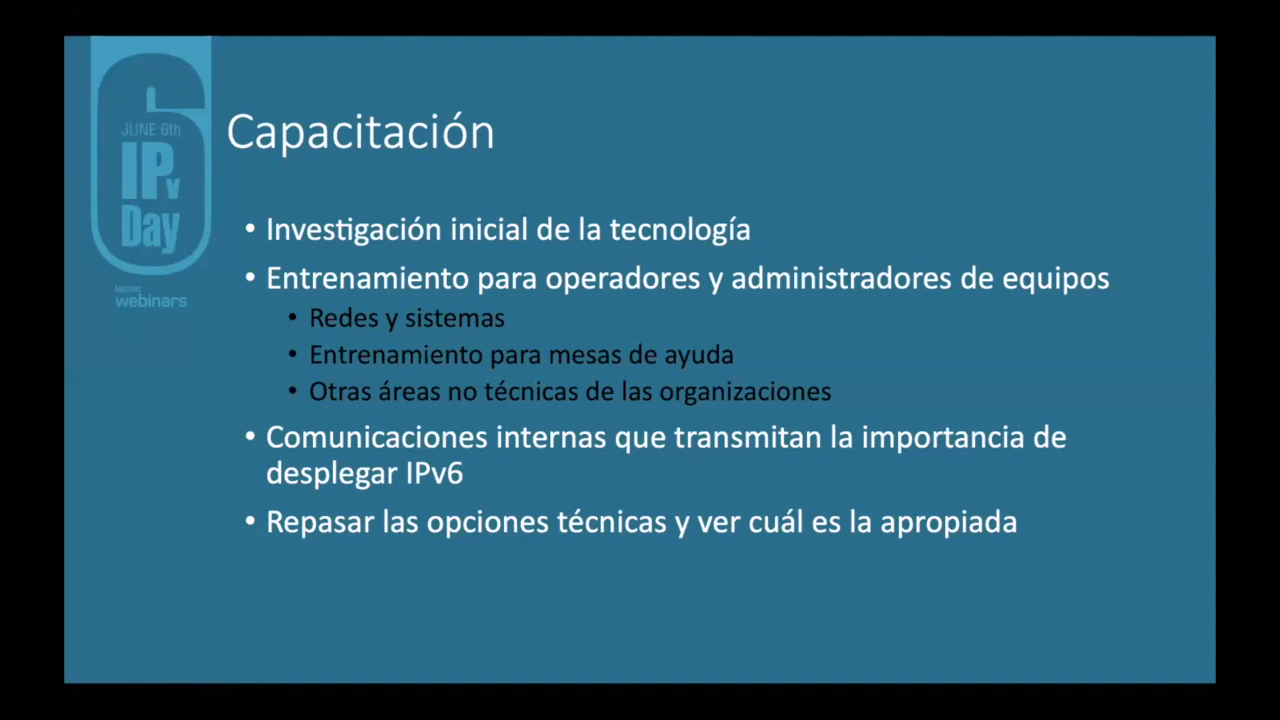 JUNE 6th
IPv
Day
lacnic
webinars
Capacitación
• Investigación inicial de la tecnología
• Entrenamiento para operadores y administradores de equipos
• Redes y sistemas
• Entrenamiento para mesas de ayuda
• Otras áreas no técnicas de las organizaciones
• Comunicaciones internas que transmitan la importancia de
desplegar IPv6
• Repasar las opciones técnicas y ver cuál es la apropiada